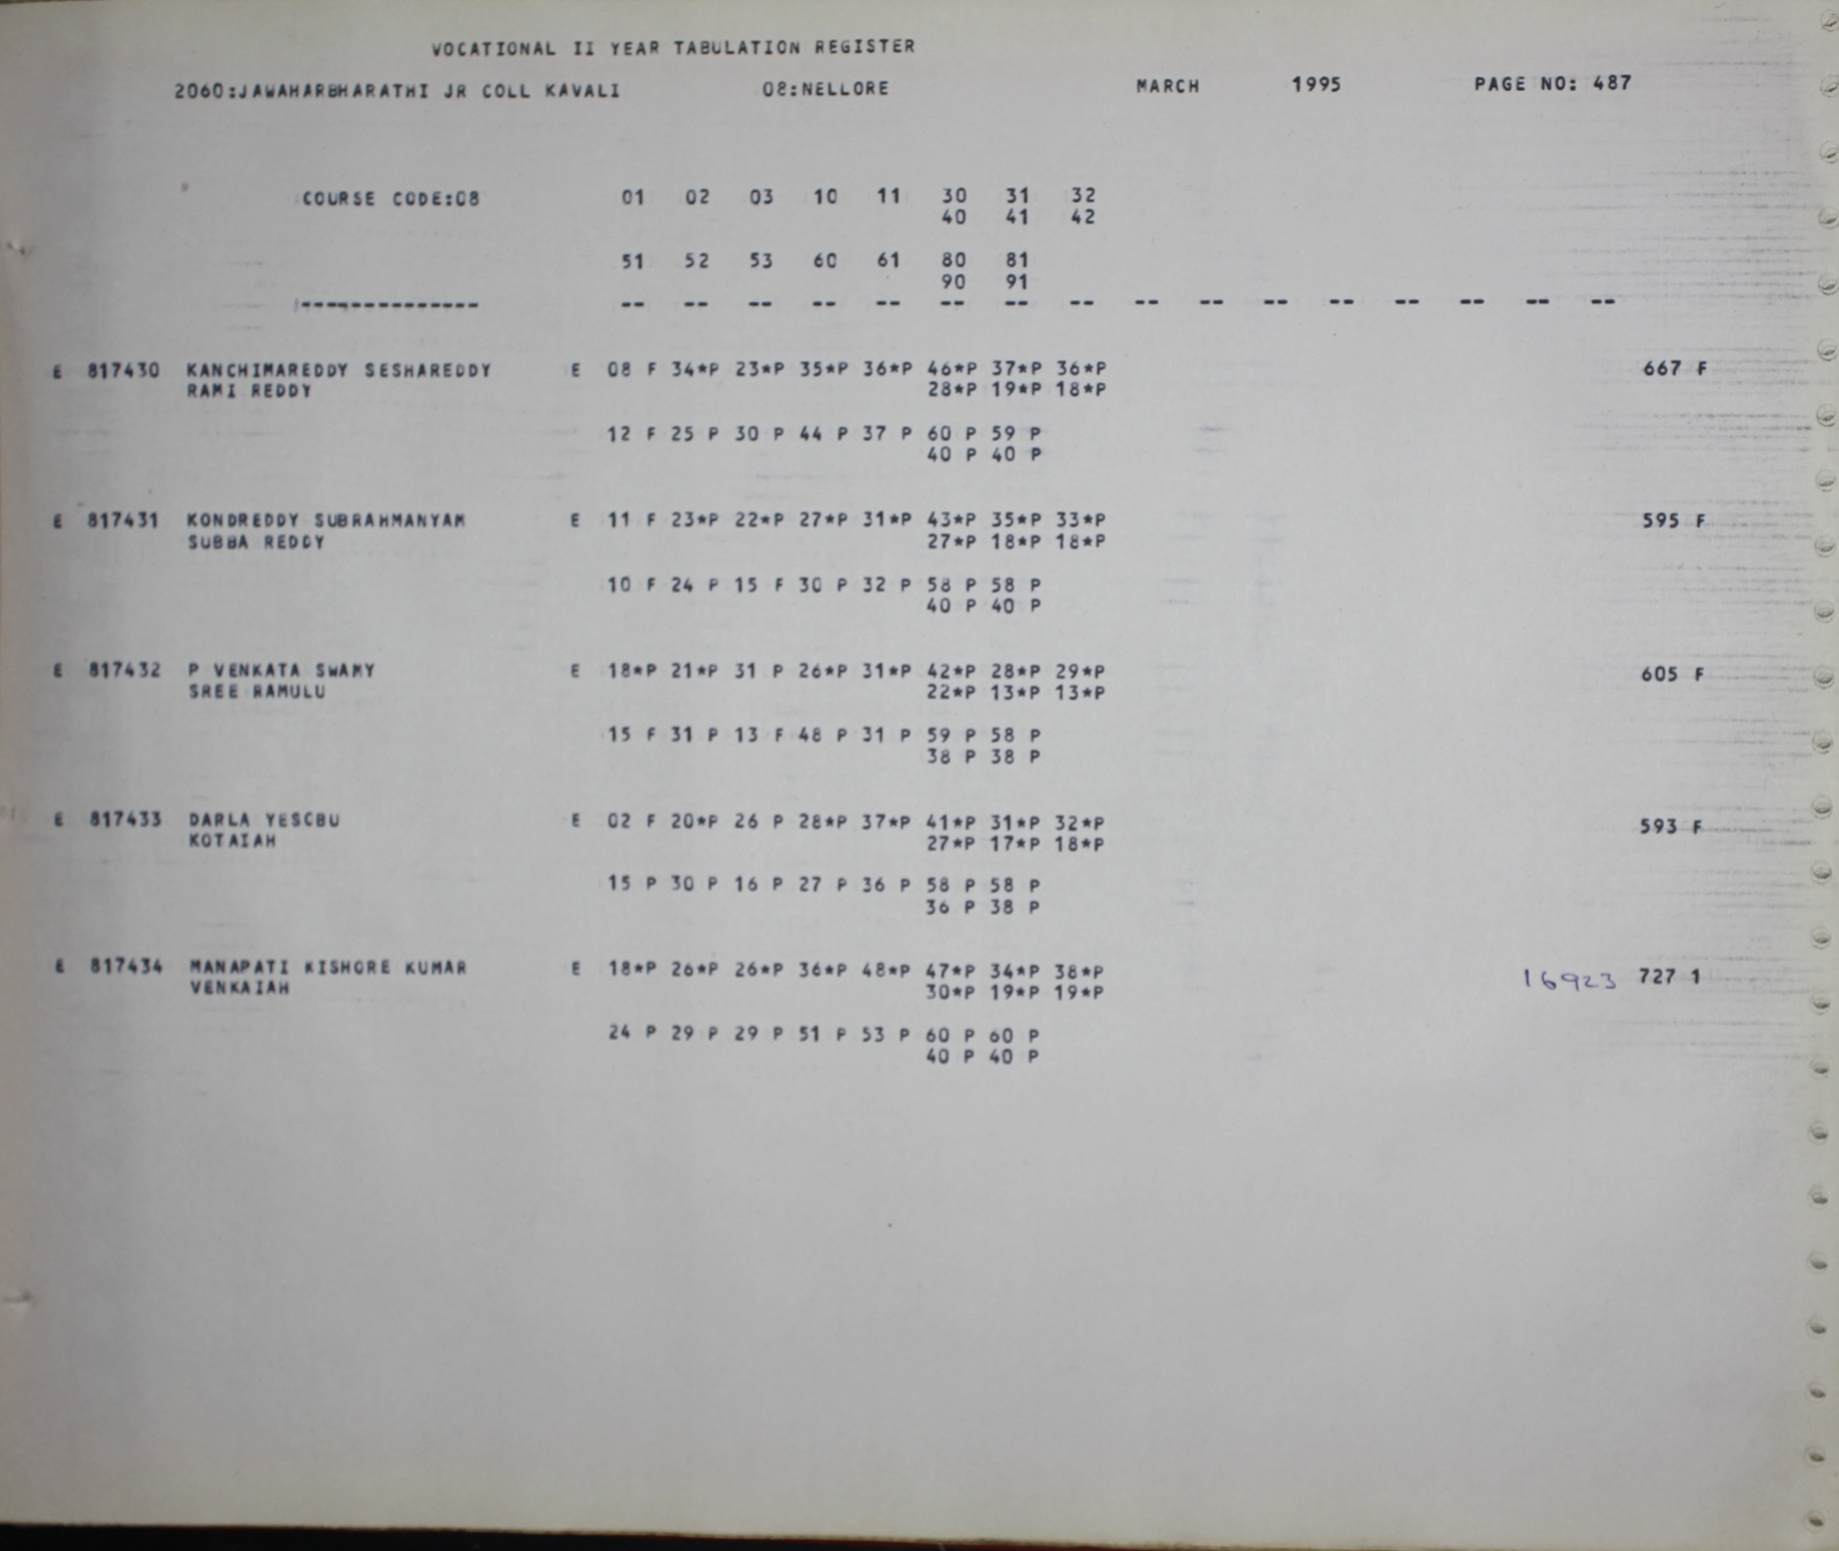 VOCATIONAL II YEAR TABULATION REGISTER
2060:JAWAHARBHARATHI JR COLL KAVALI 08:NELLORE MARCH 1995 PAGE NO: 487
COURSE CODE:08 01 02 03 10 11 30 31 32
40 41 42
51 52 53 60 61 80 81
90 91
-------------- -- -- -- -- -- -- -- -- -- -- -- -- -- -- -- --
E 817430 KANCHIMAREDDY SESHAREDDY E 08 F 34*P 23*P 35*P 36*P 46*P 37*P 36*P 667 F
RAMI REDDY 28*P 19*P 18*P
12 F 25 P 30 P 44 P 37 P 60 P 59 P
40 P 40 P
E 817431 KONDREDDY SUBRAHMANYAM E 11 F 23*P 22*P 27*P 31*P 43*P 35*P 33*P 595 F
SUBBA REDDY 27*P 18*P 18*P
10 F 24 P 15 F 30 P 32 P 58 P 58 P
40 P 40 P
E 817432 P VENKATA SWAMY E 18*P 21*P 31 P 26*P 31*P 42*P 28*P 29*P 605 F
SREE RAMULU 22*P 13*P 13*P
15 F 31 P 13 F 48 P 31 P 59 P 58 P
38 P 38 P
E 817433 DARLA YESOBU E 02 F 20*P 26 P 28*P 37*P 41*P 31*P 32*P 593 F
KOTAIAH 27*P 17*P 18*P
15 P 30 P 16 P 27 P 36 P 58 P 58 P
36 P 38 P
E 817434 MANAPATI KISHORE KUMAR E 18*P 26*P 26*P 36*P 48*P 47*P 34*P 38*P 16923 727 1
VENKAIAH 30*P 19*P 19*P
24 P 29 P 29 P 51 P 53 P 60 P 60 P
40 P 40 P